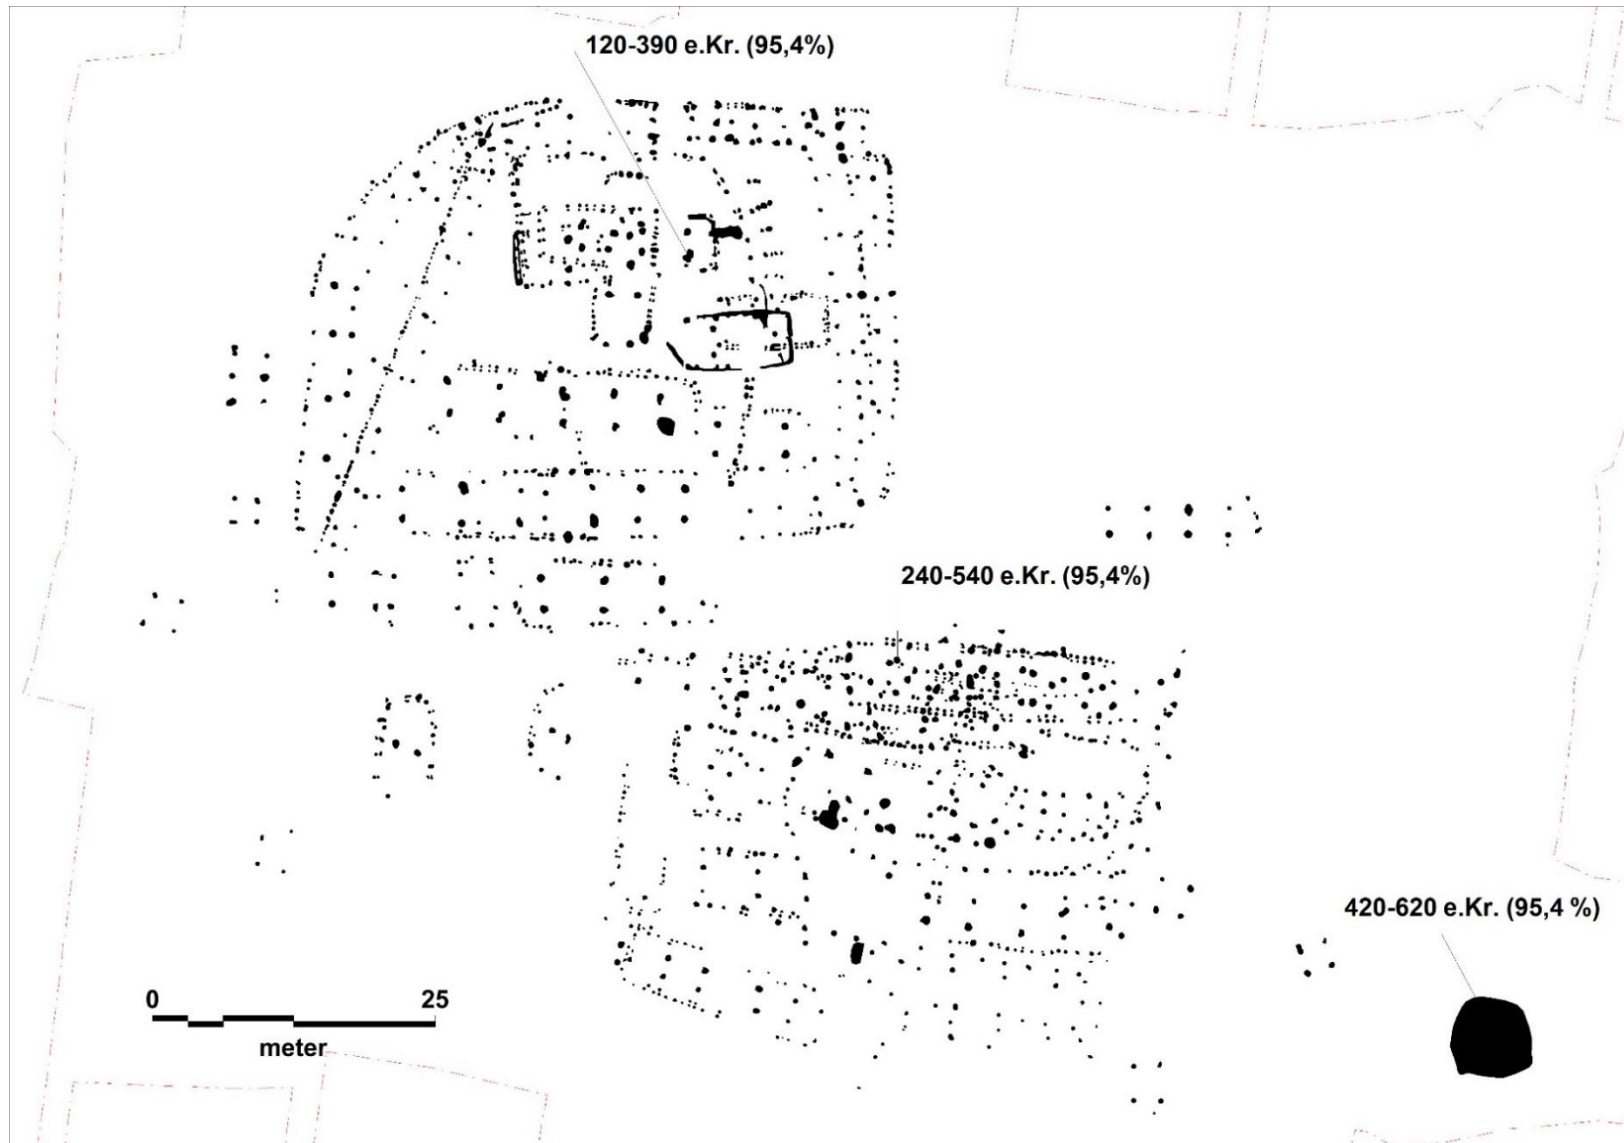 120-390 e.Kr. (95,4%)
240-540 e.Kr. (95,4%)
420-620 e.Kr. (95,4 %)
0 25
meter